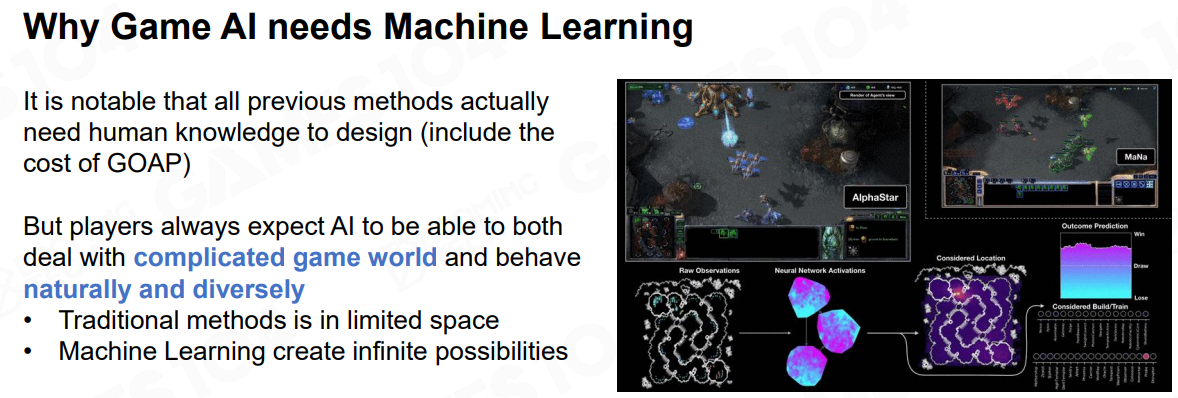 Why Game AI needs Machine Learning
It is notable that all previous methods actually
need human knowledge to design (include the
cost of GOAP)
But players always expect AI to be able to both
deal with complicated game world and behave
naturally and diversely
• Traditional methods is in limited space
• Machine Learning create infinite possibilities
Render of Agent's view
AlphaStar
MaNa
Raw Observations
Neural Network Activations
Considered Location
Outcome Prediction
Win
Draw
Lose
Considered Build/Train